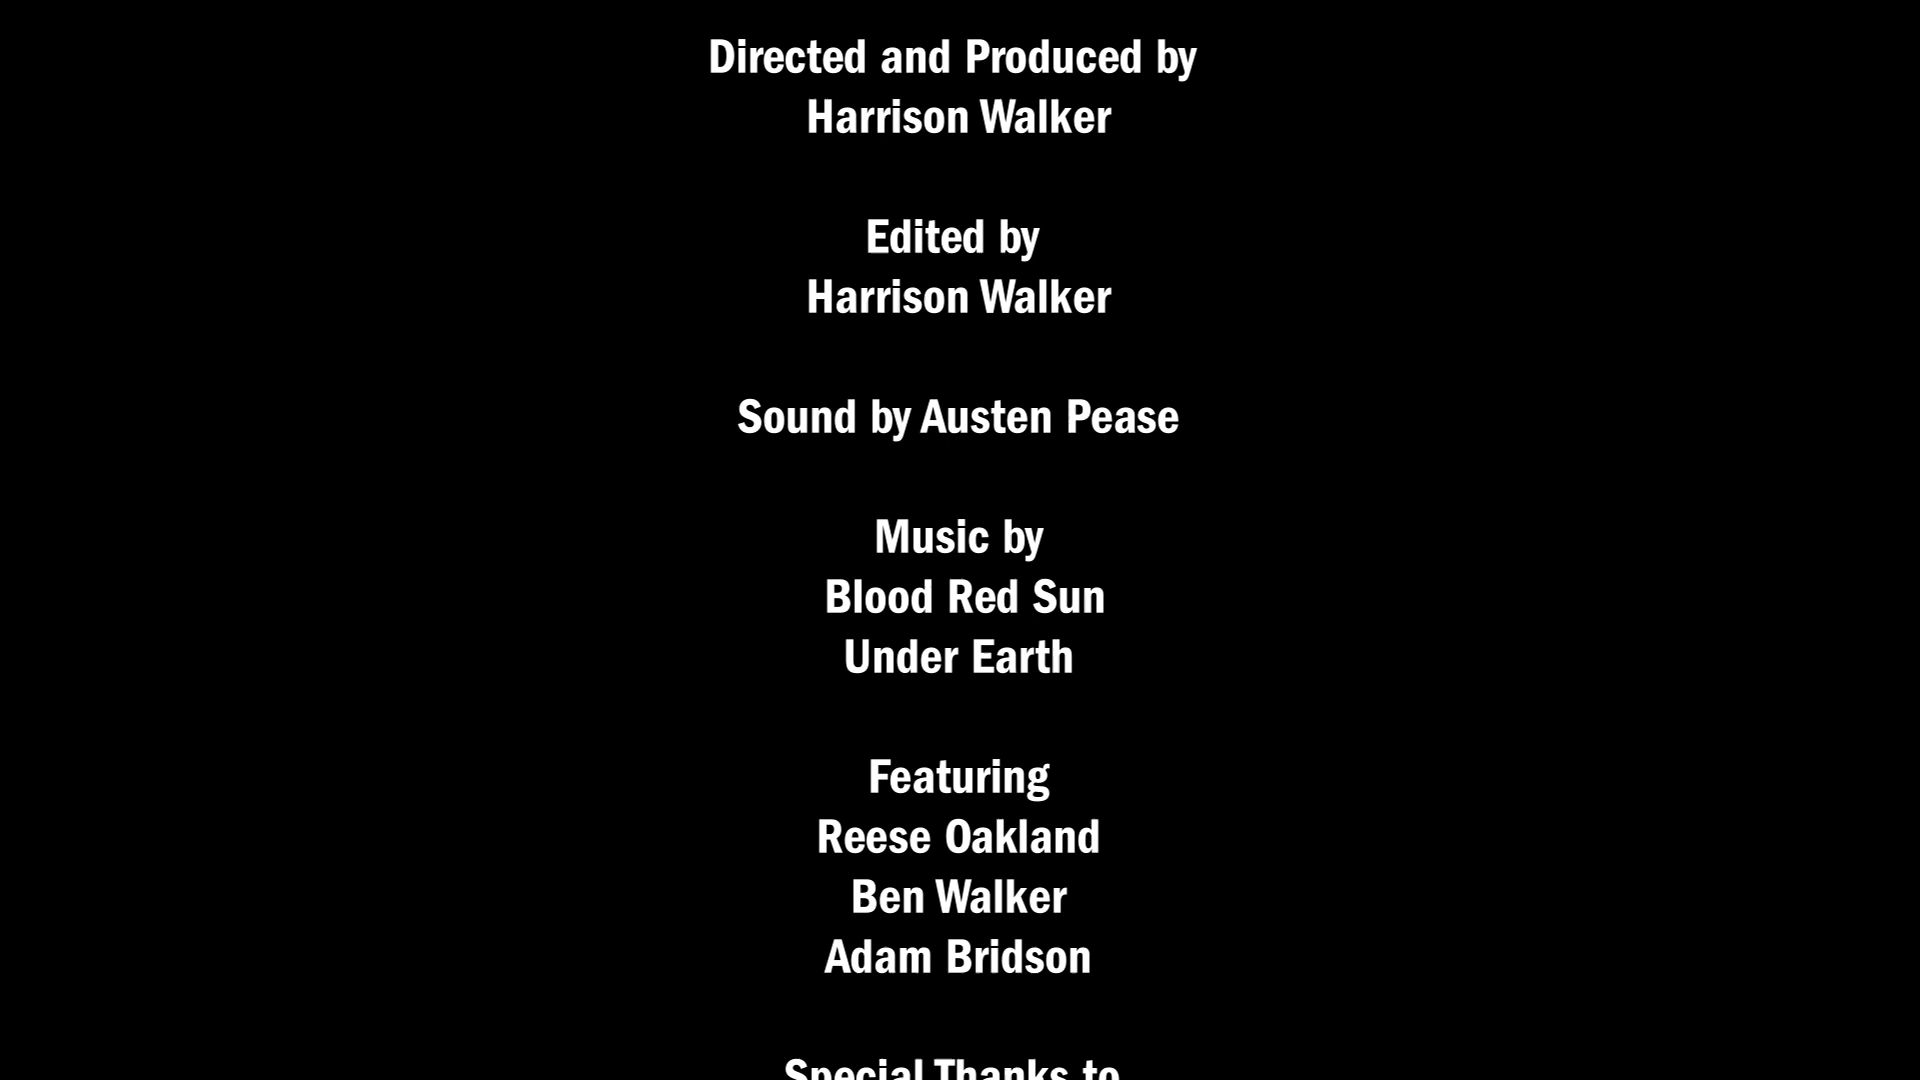 Directed and Produced by
Harrison Walker
Edited by
Harrison Walker
Sound by Austen Pease
Music by
Blood Red Sun
Under Earth
Featuring
Reese Oakland
Ben Walker
Adam Bridson
Special Thanks to